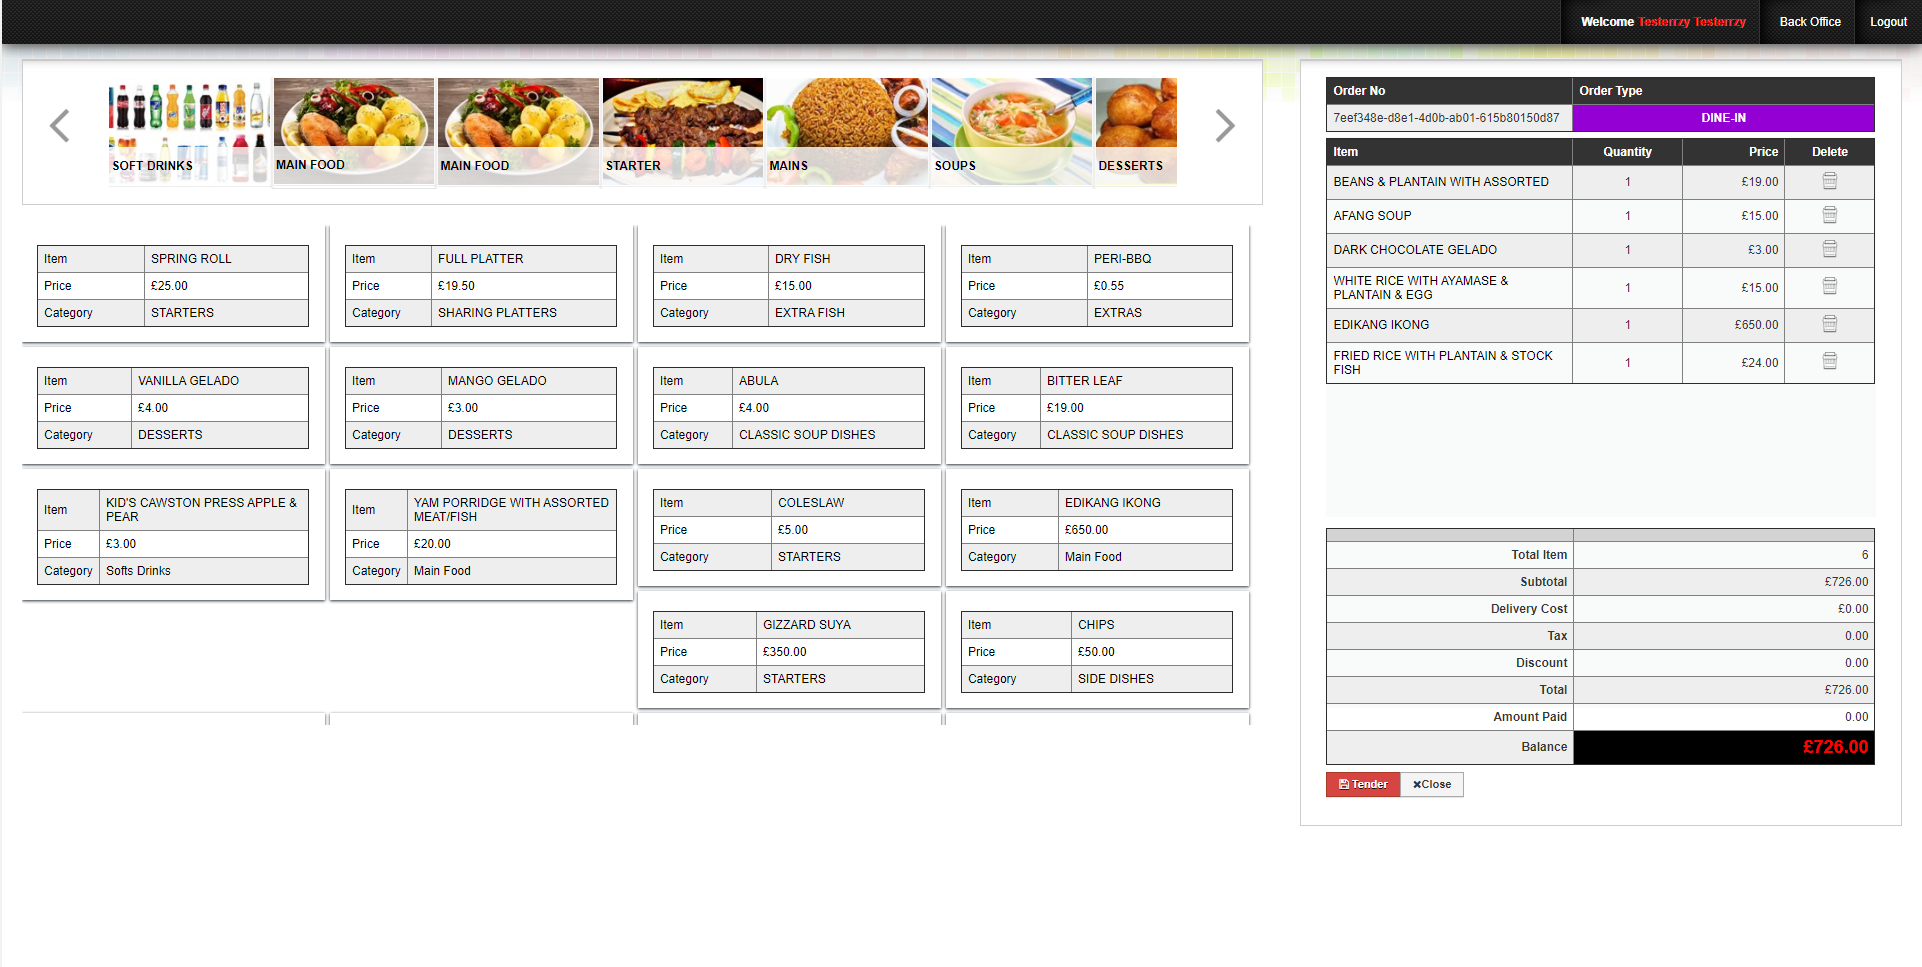 Welcome Testerrzy Testerrzy Back Office Logout
SOFT DRINKS MAIN FOOD MAIN FOOD STARTER MAINS SOUPS DESSERTS
Item SPRING ROLL
Price £25.00
Category STARTERS
Item FULL PLATTER
Price £19.50
Category SHARING PLATTERS
Item DRY FISH
Price £15.00
Category EXTRA FISH
Item PERI-BBQ
Price £0.55
Category EXTRAS
Item VANILLA GELADO
Price £4.00
Category DESSERTS
Item MANGO GELADO
Price £3.00
Category DESSERTS
Item ABULA
Price £4.00
Category CLASSIC SOUP DISHES
Item BITTER LEAF
Price £19.00
Category CLASSIC SOUP DISHES
Item KID'S CAWSTON PRESS APPLE &
PEAR
Price £3.00
Category Softs Drinks
Item YAM PORRIDGE WITH ASSORTED
MEAT/FISH
Price £20.00
Category Main Food
Item COLESLAW
Price £5.00
Category STARTERS
Item EDIKANG IKONG
Price £650.00
Category Main Food
Item GIZZARD SUYA
Price £350.00
Category STARTERS
Item CHIPS
Price £50.00
Category SIDE DISHES
Order No Order Type
7eef348e-d8e1-4d0b-ab01-615b80150d87 DINE-IN
Item Quantity Price Delete
BEANS & PLANTAIN WITH ASSORTED 1 £19.00
AFANG SOUP 1 £15.00
DARK CHOCOLATE GELADO 1 £3.00
WHITE RICE WITH AYAMASE &
PLANTAIN & EGG 1 £15.00
EDIKANG IKONG 1 £650.00
FRIED RICE WITH PLANTAIN & STOCK
FISH 1 £24.00
Total Item 6
Subtotal £726.00
Delivery Cost £0.00
Tax 0.00
Discount 0.00
Total £726.00
Amount Paid 0.00
Balance £726.00
Tender Close